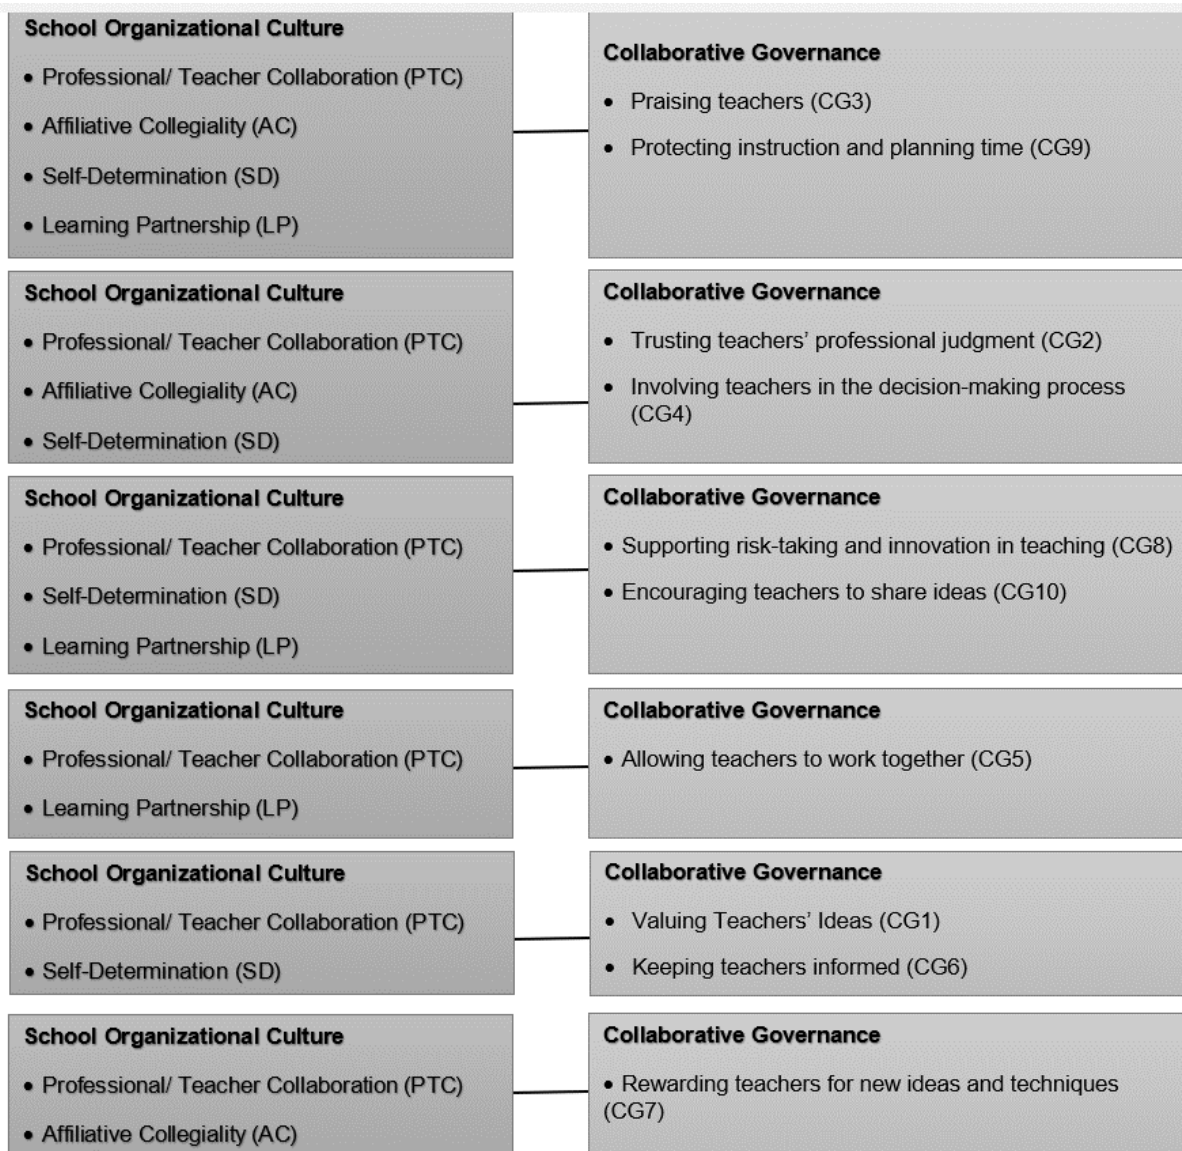 School Organizational Culture
• Professional/ Teacher Collaboration (PTC)
• Affiliative Collegiality (AC)
• Self-Determination (SD)
• Learning Partnership (LP)
Collaborative Governance
• Praising teachers (CG3)
• Protecting instruction and planning time (CG9)
School Organizational Culture
• Professional/ Teacher Collaboration (PTC)
• Affiliative Collegiality (AC)
• Self-Determination (SD)
Collaborative Governance
• Trusting teachers’ professional judgment (CG2)
• Involving teachers in the decision-making process
(CG4)
School Organizational Culture
• Professional/ Teacher Collaboration (PTC)
• Self-Determination (SD)
• Learning Partnership (LP)
Collaborative Governance
• Supporting risk-taking and innovation in teaching (CG8)
• Encouraging teachers to share ideas (CG10)
School Organizational Culture
• Professional/ Teacher Collaboration (PTC)
• Learning Partnership (LP)
Collaborative Governance
• Allowing teachers to work together (CG5)
School Organizational Culture
• Professional/ Teacher Collaboration (PTC)
• Self-Determination (SD)
Collaborative Governance
• Valuing Teachers’ Ideas (CG1)
• Keeping teachers informed (CG6)
School Organizational Culture
• Professional/ Teacher Collaboration (PTC)
• Affiliative Collegiality (AC)
Collaborative Governance
• Rewarding teachers for new ideas and techniques
(CG7)